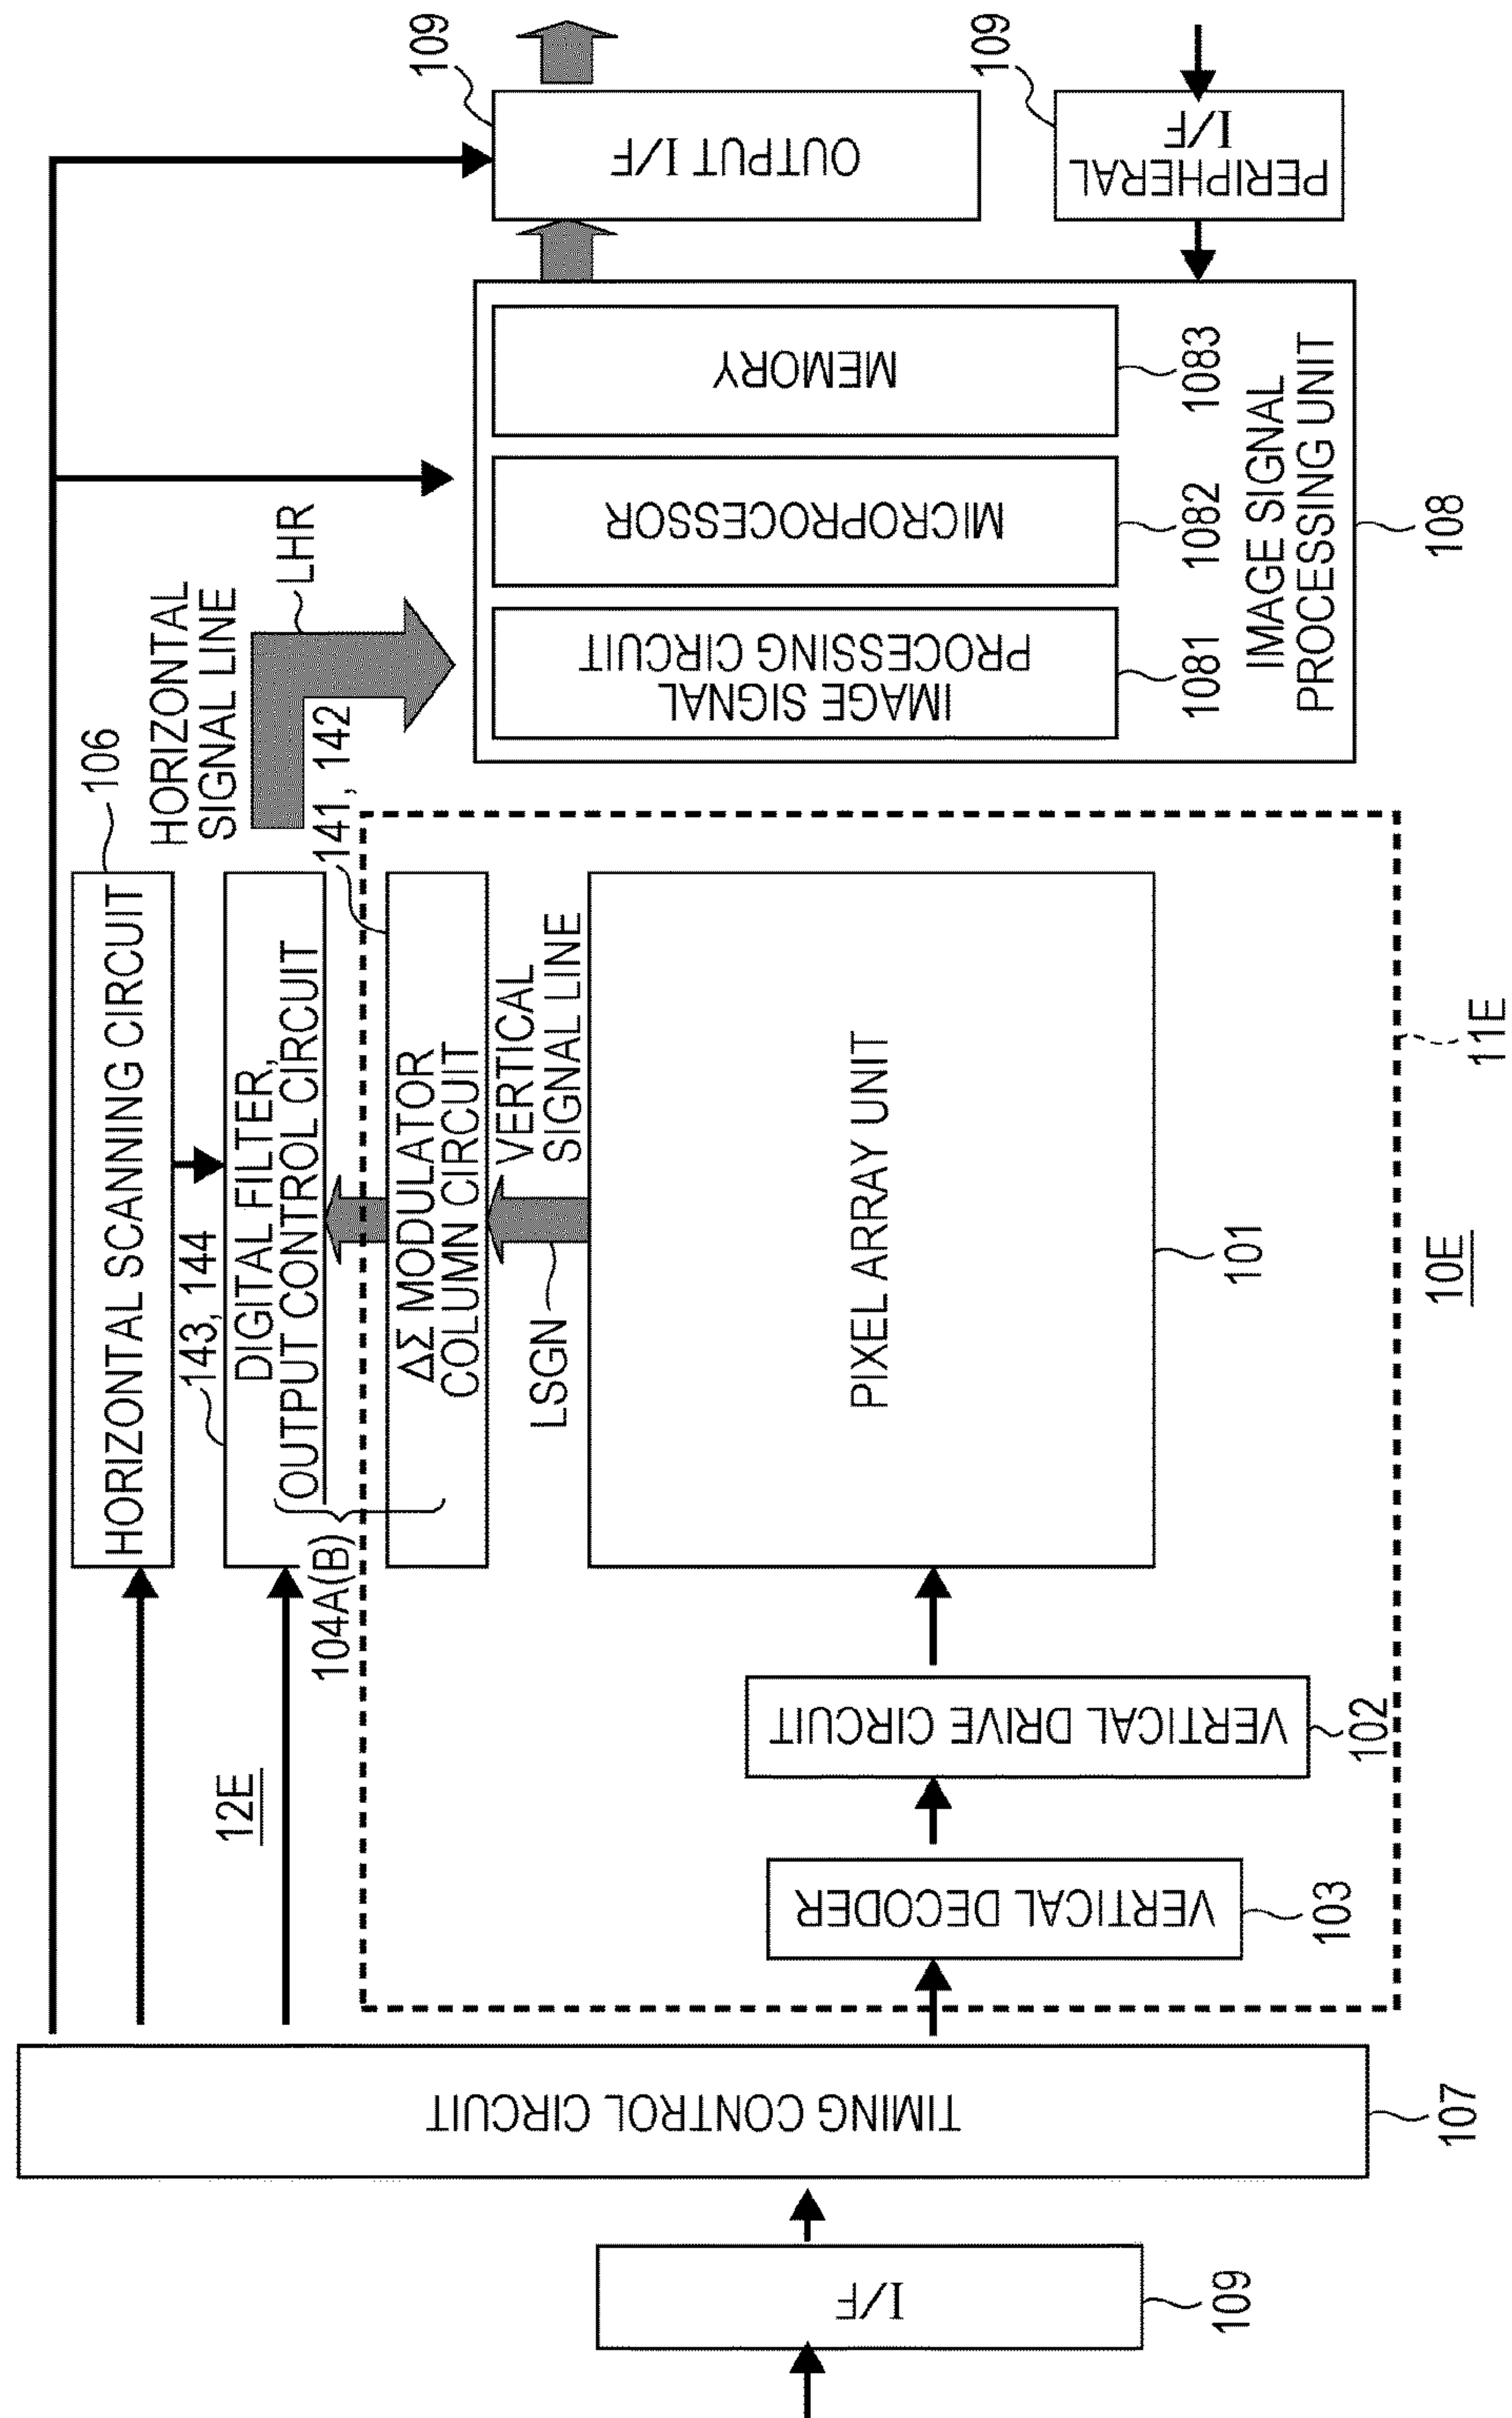 109
109
OUTPUT I/F
PERIPHERAL
I/F
MEMORY
1083
MICROPROCESSOR
1082
IMAGE SIGNAL
PROCESSING CIRCUIT
1081
IMAGE SIGNAL
PROCESSING UNIT
108
LHR
HORIZONTAL
SIGNAL LINE
106
HORIZONTAL SCANNING CIRCUIT
141, 142
143, 144
DIGITAL FILTER,
OUTPUT CONTROL CIRCUIT
ΔΣ MODULATOR
COLUMN CIRCUIT
104A(B)
VERTICAL
SIGNAL LINE
LSGN
PIXEL ARRAY UNIT
101
11E
10E
12E
VERTICAL DRIVE CIRCUIT
102
VERTICAL DECODER
103
TIMING CONTROL CIRCUIT
107
I/F
109